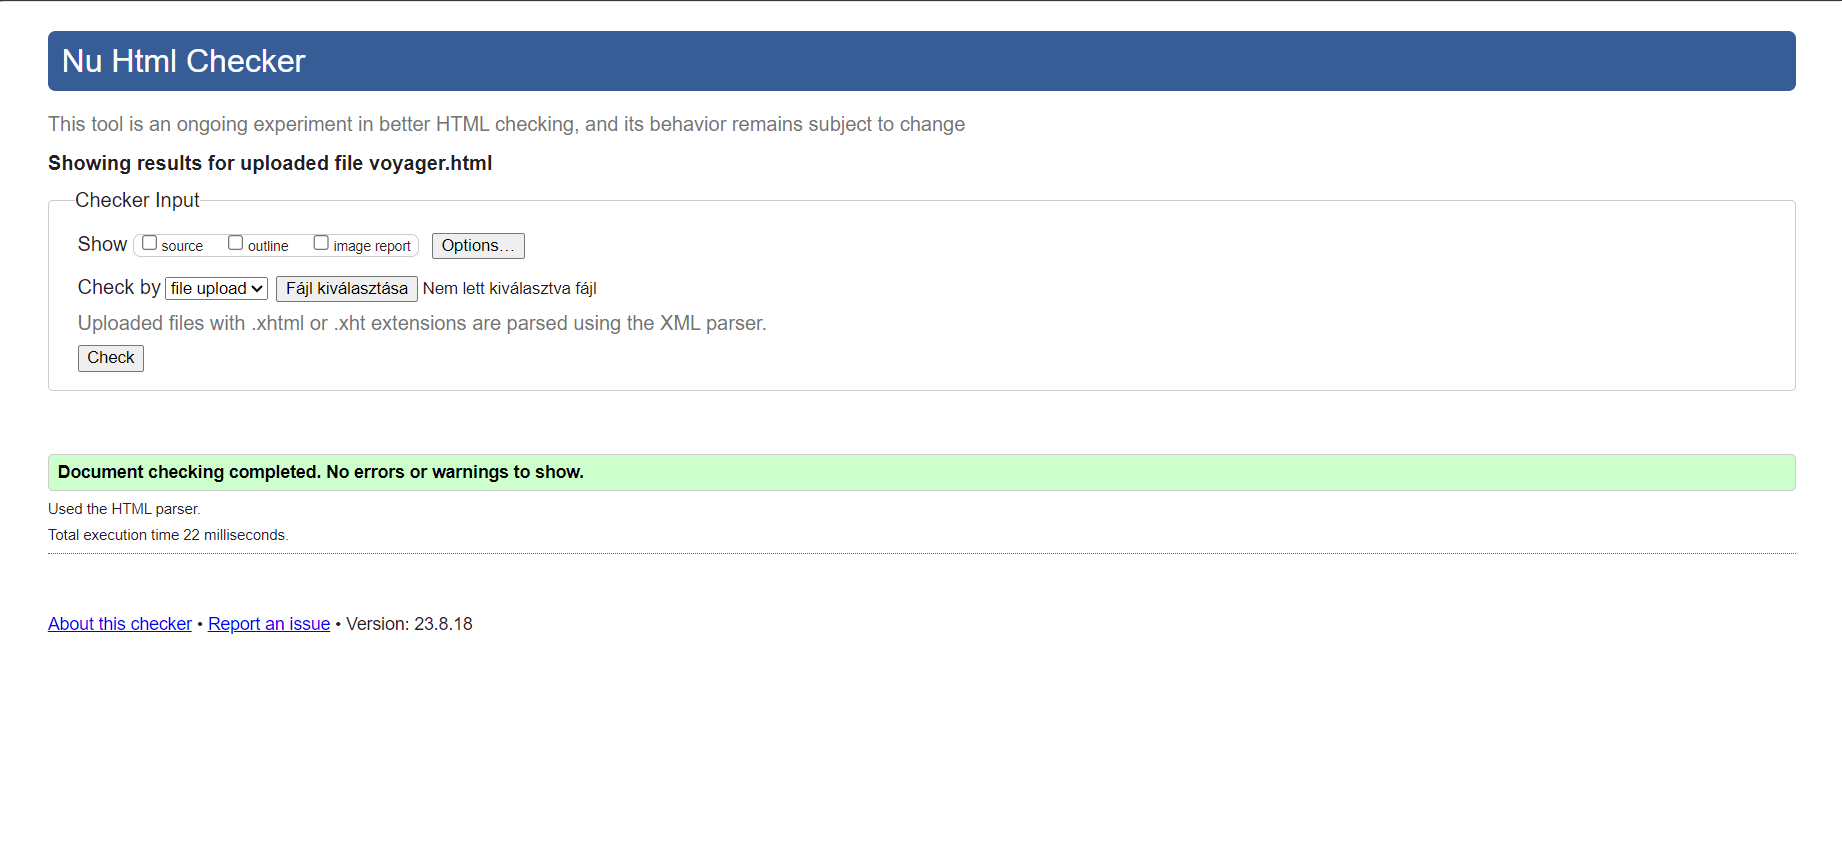 Nu Html Checker
This tool is an ongoing experiment in better HTML checking, and its behavior remains subject to change
Showing results for uploaded file voyager.html
Checker Input
Show source outline image report Options…
Check by file upload Fájl kiválasztása Nem lett kiválasztva fájl
Uploaded files with .xhtml or .xht extensions are parsed using the XML parser.
Check
Document checking completed. No errors or warnings to show.
Used the HTML parser.
Total execution time 22 milliseconds.
About this checker • Report an issue • Version: 23.8.18